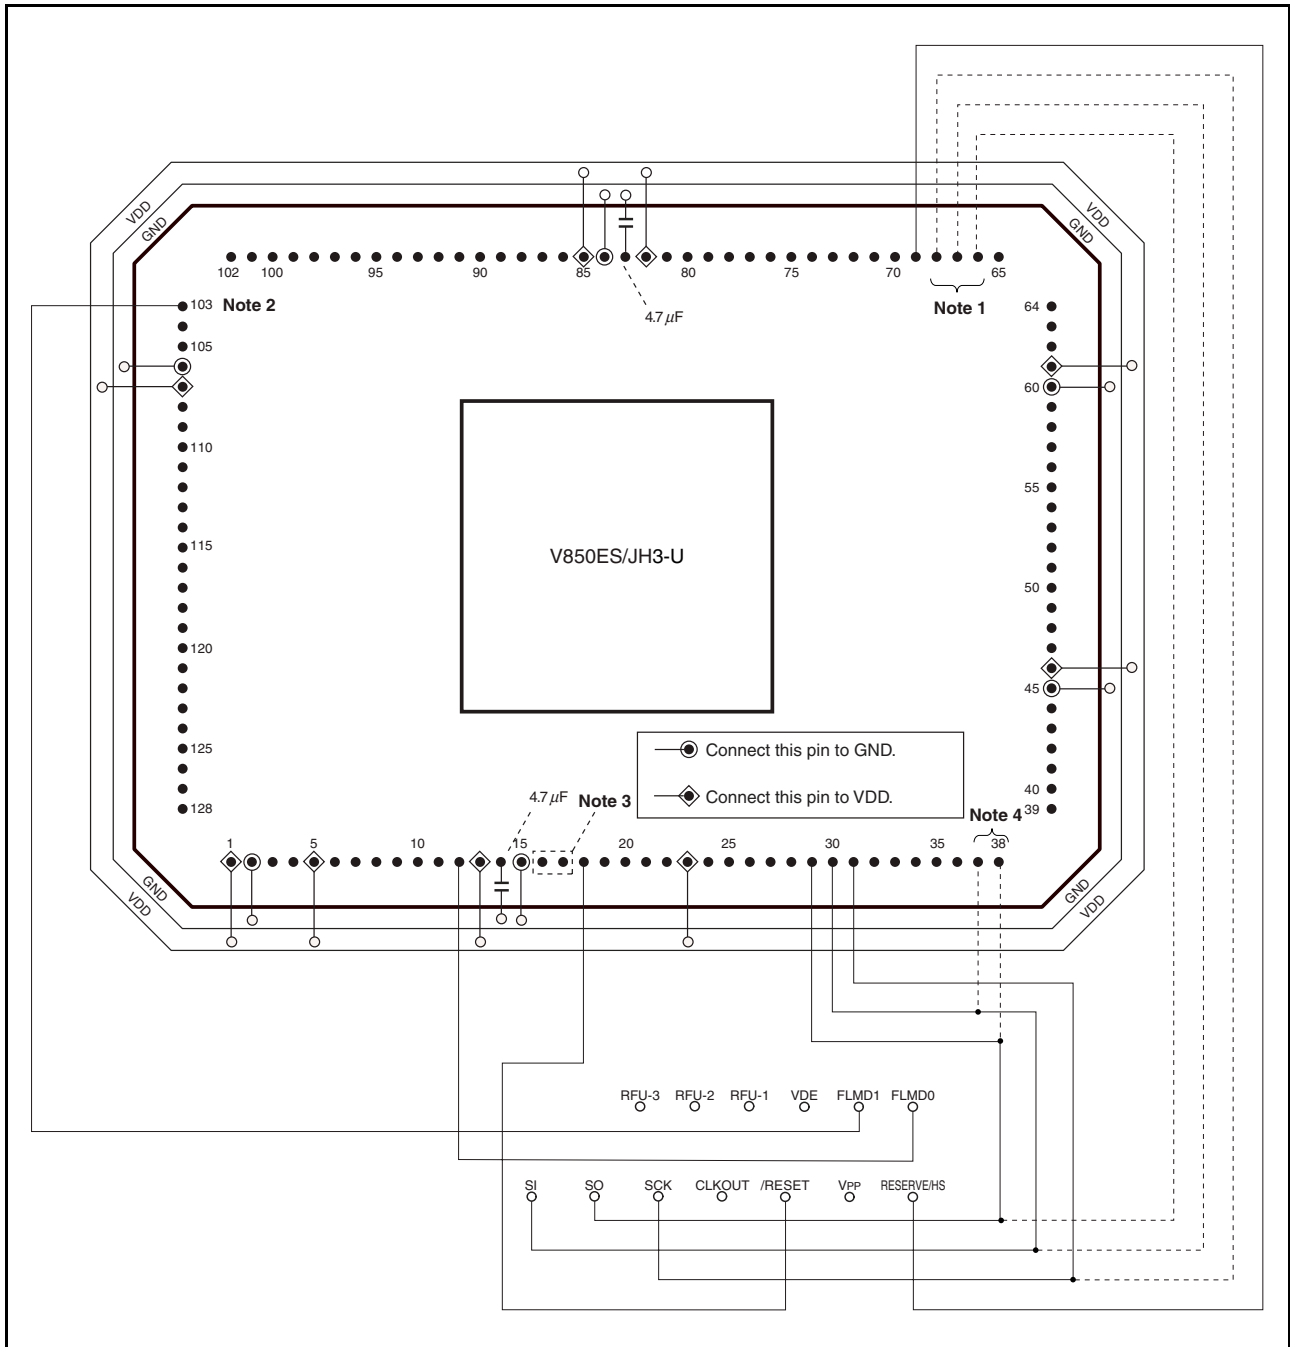 VDD
GND
VDD
GND
102
100
95
90
85
80
75
70
65
103
Note 2
4.7 µF
Note 1
64
105
60
110
55
115
V850ES/JH3-U
50
120
45
125
Connect this pin to GND.
Connect this pin to VDD.
40
128
39
4.7 µF
Note 3
Note 4
1
5
10
15
20
25
30
35
38
GND
VDD
GND
VDD
RFU-3
RFU-2
RFU-1
VDE
FLMD1
FLMD0
SI
SO
SCK
CLKOUT
/RESET
VPP
RESERVE/HS